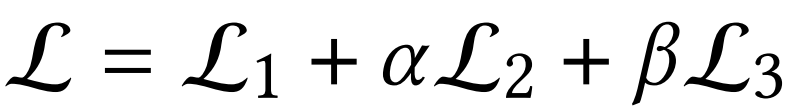 ℒ = ℒ₁ + αℒ₂ + βℒ₃